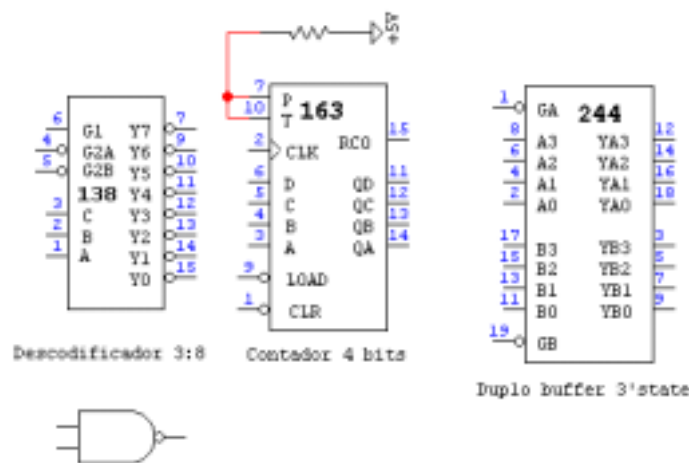 +5V
6 G1 Y7 7
4 G2A Y6 9
5 G2B Y5 10
138 Y4 11
3 C Y3 12
2 B Y2 13
1 A Y1 14
Y0 15
Descodificador 3:8
7 P 163
10 T
RCO 15
2 CLK
6 D QD 11
5 C QC 12
4 B QB 13
3 A QA 14
9 LOAD
1 CLR
Contador 4 bits
1 GA 244
8 A3 YA3 12
6 A2 YA2 14
4 A1 YA1 16
2 A0 YA0 18
17 B3 YB3 3
15 B2 YB2 5
13 B1 YB1 7
11 B0 YB0 9
19 GB
Duplo buffer 3'state